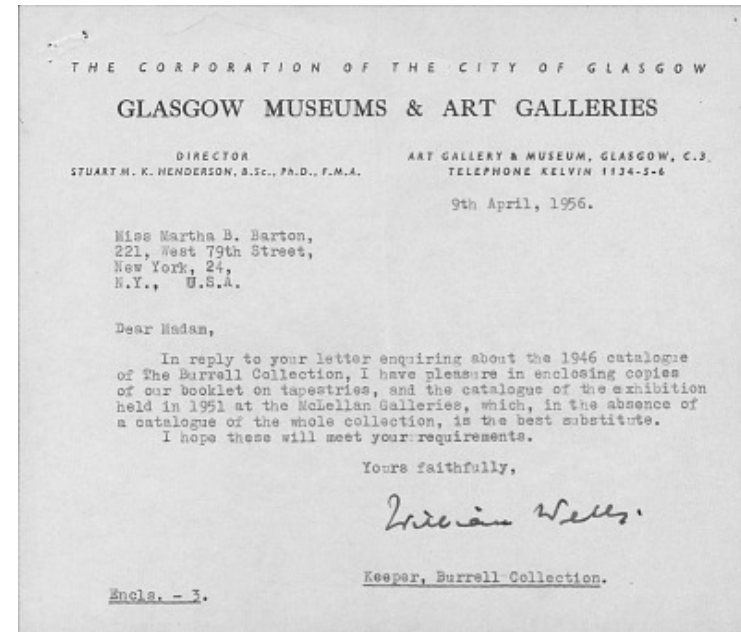 THE CORPORATION OF THE CITY OF GLASGOW
GLASGOW MUSEUMS & ART GALLERIES
DIRECTOR
STUART M. K. HENDERSON, B.Sc., Ph.D., F.M.A.
ART GALLERY & MUSEUM, GLASGOW, C.3.
TELEPHONE KELVIN 1134-5-6
9th April, 1956.
Miss Martha B. Barton,
221, West 79th Street,
New York, 24,
N.Y., U.S.A.
Dear Madam,
In reply to your letter enquiring about the 1946 catalogue
of The Burrell Collection, I have pleasure in enclosing copies
of our booklet on tapestries, and the catalogue of the exhibition
held in 1951 at the McLellan Galleries, which, in the absence of
a catalogue of the whole collection, is the best substitute.
I hope these will meet your requirements.
Yours faithfully,
William Wells.
Keeper, Burrell Collection.
Encls. - 3.